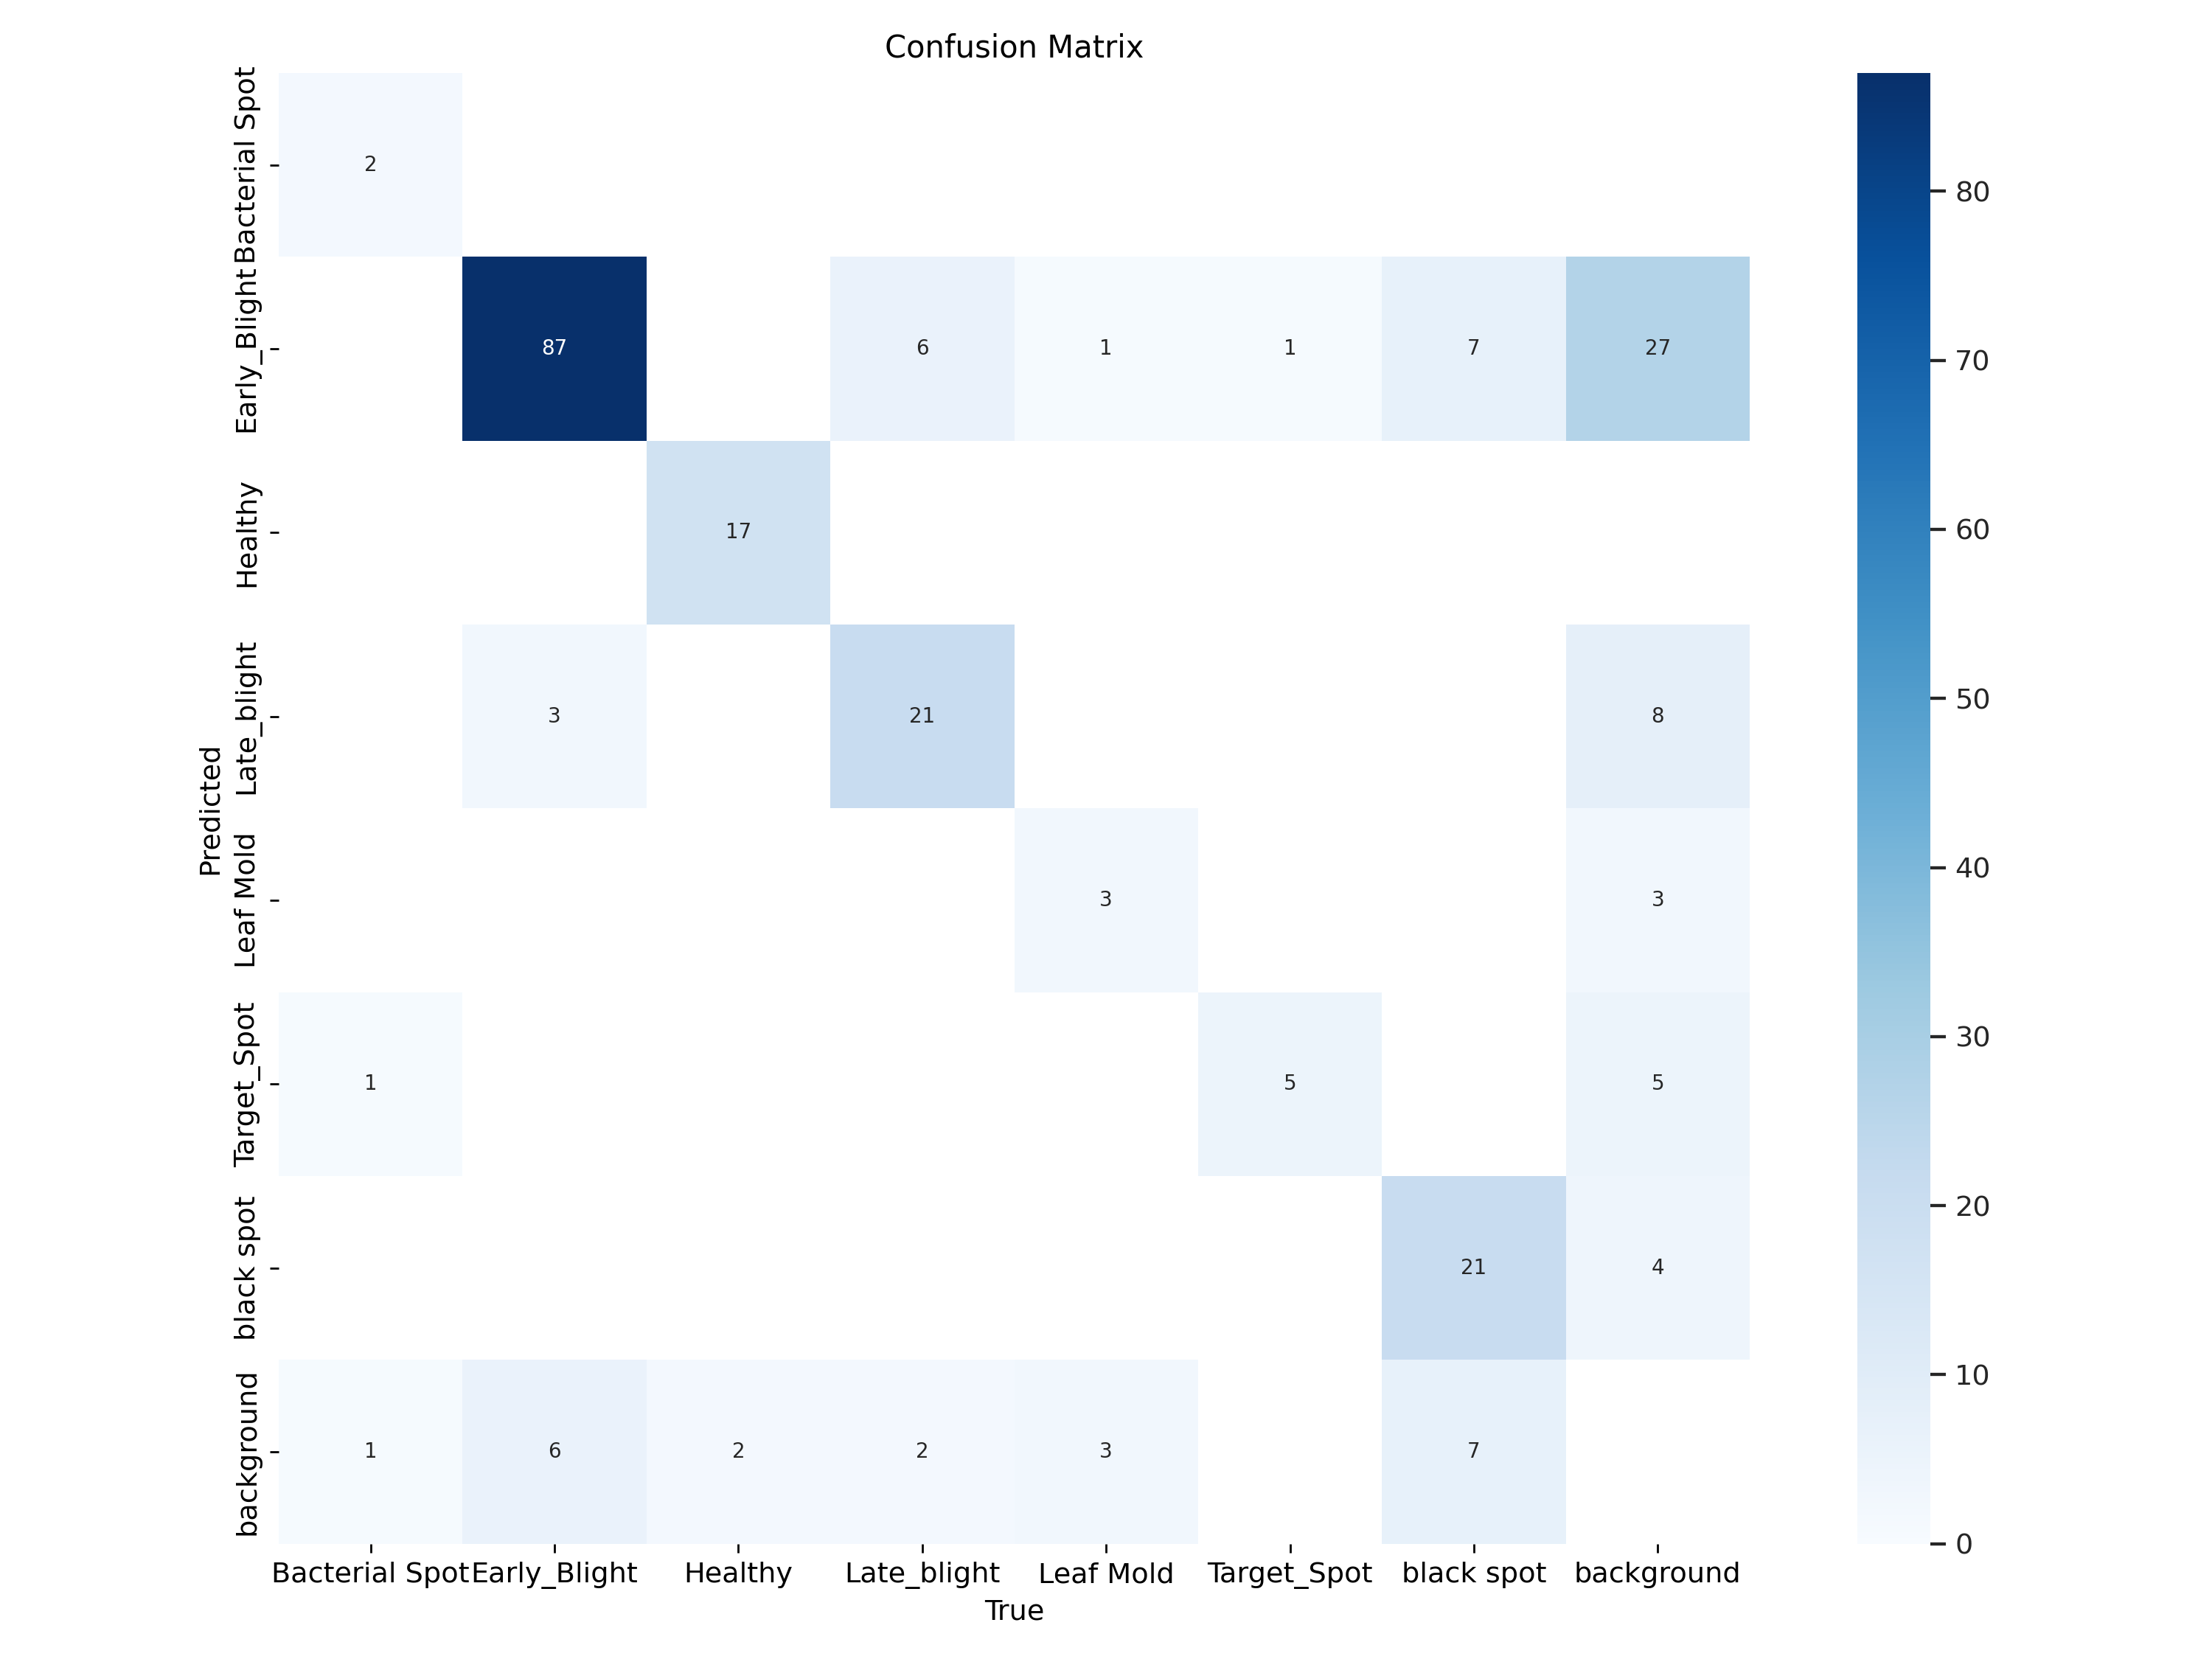 Confusion Matrix
Bacterial Spot
2
Early_Blight
87
6
1
1
7
27
Healthy
17
Late_blight
3
21
8
Leaf Mold
3
3
Target_Spot
1
5
5
black spot
21
4
background
1
6
2
2
3
7
Predicted
Bacterial Spot
Early_Blight
Healthy
Late_blight
Leaf Mold
Target_Spot
black spot
background
True
80
70
60
50
40
30
20
10
0